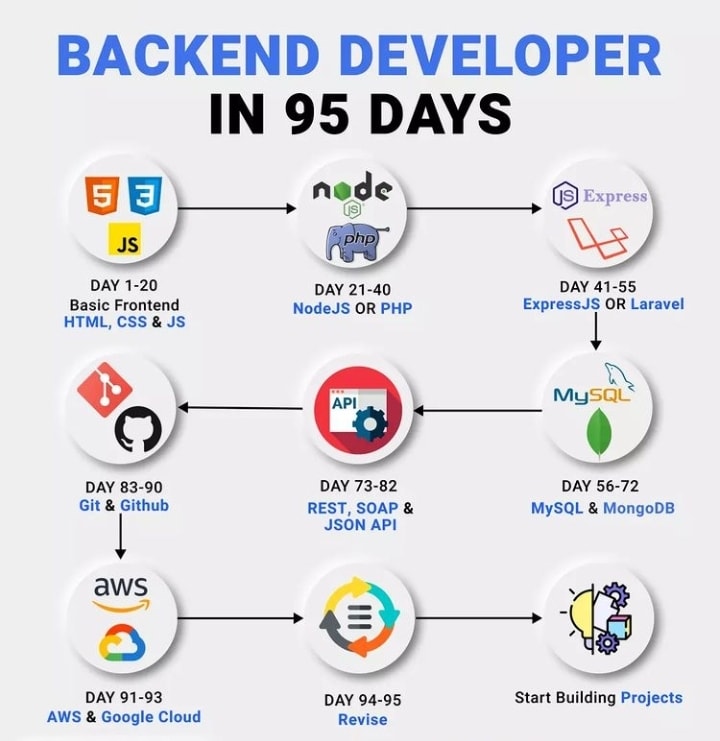 BACKEND DEVELOPER
IN 95 DAYS
5 3
JS
node
JS
php
JS Express
DAY 1-20
Basic Frontend
HTML, CSS & JS
DAY 21-40
NodeJS OR PHP
DAY 41-55
ExpressJS OR Laravel
API
MySQL
DAY 83-90
Git & Github
DAY 73-82
REST, SOAP &
JSON API
DAY 56-72
MySQL & MongoDB
aws
DAY 91-93
AWS & Google Cloud
DAY 94-95
Revise
Start Building Projects